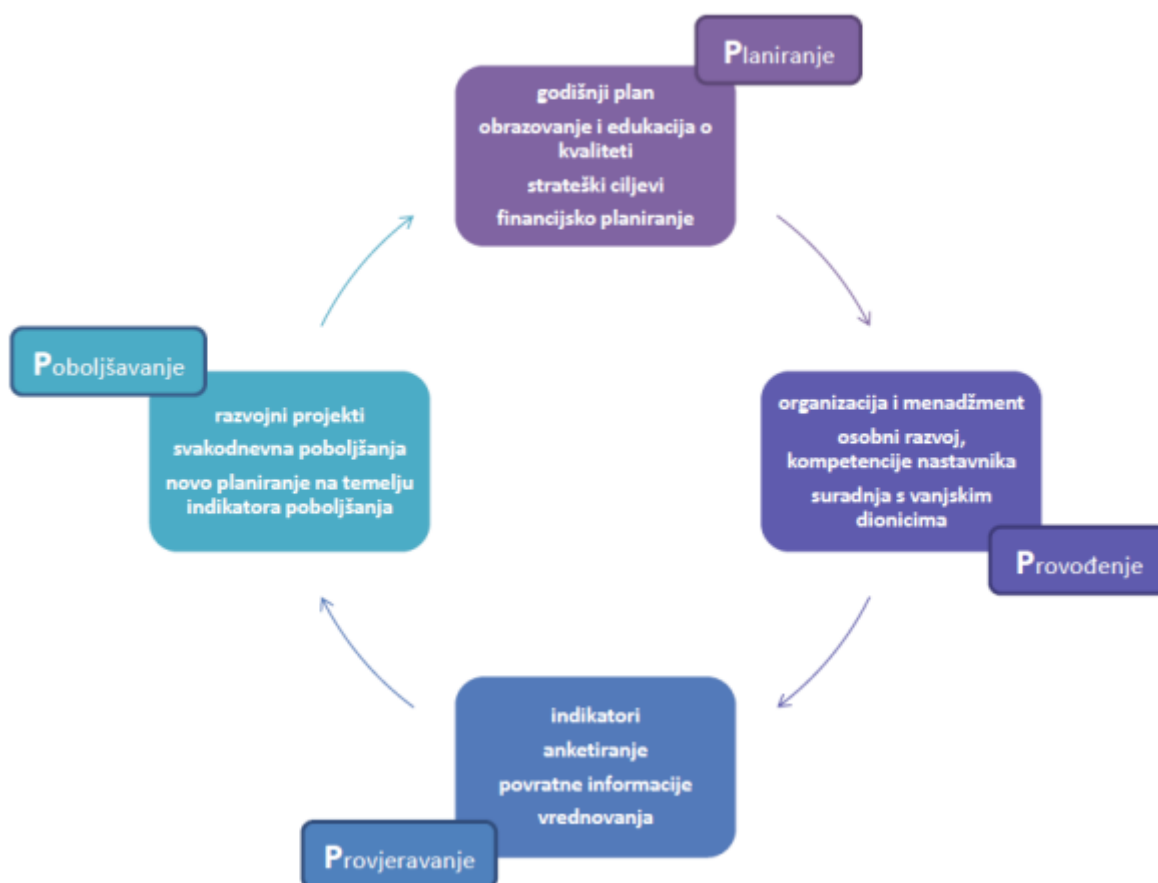 Planiranje
godišnji plan
obrazovanje i edukacija o
kvaliteti
strateški ciljevi
financijsko planiranje
Poboljšavanje
razvojni projekti
svakodnevna poboljšanja
novo planiranje na temelju
indikatora poboljšanja
organizacija i menadžment
osobni razvoj,
kompetencije nastavnika
suradnja s vanjskim
dionicima
Provođenje
indikatori
anketiranje
povratne informacije
vrednovanja
Provjeravanje